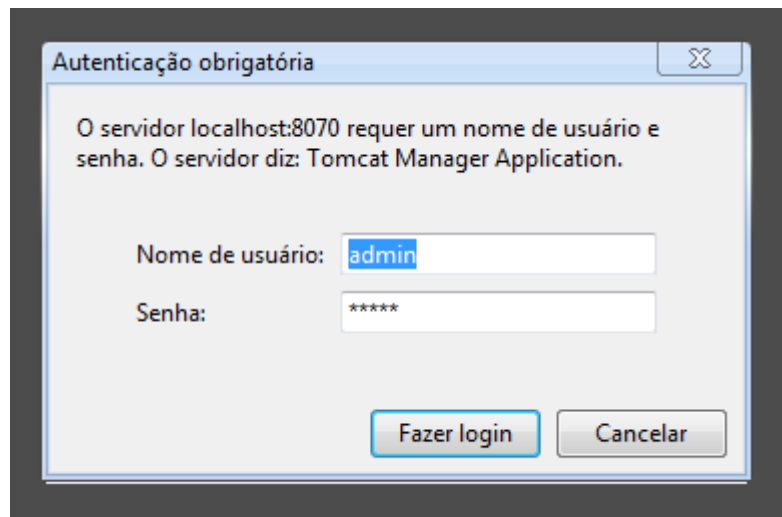 Autenticação obrigatória
O servidor localhost:8070 requer um nome de usuário e
senha. O servidor diz: Tomcat Manager Application.
Nome de usuário: admin
Senha: *****
Fazer login Cancelar